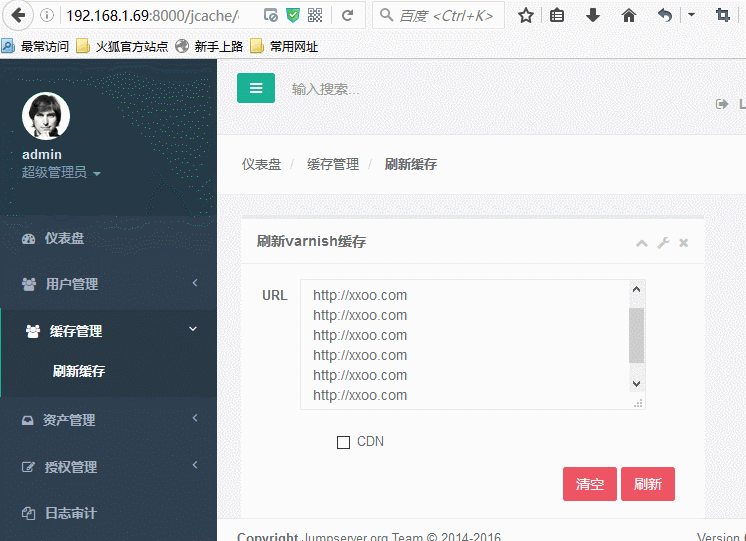 192.168.1.69:8000/jcache/
百度 <Ctrl+K>
最常访问 火狐官方站点 新手上路 常用网址
admin
超级管理员
仪表盘
用户管理
缓存管理
刷新缓存
资产管理
授权管理
日志审计
输入搜索...
仪表盘 / 缓存管理 / 刷新缓存
刷新varnish缓存
URL
http://xxoo.com
http://xxoo.com
http://xxoo.com
http://xxoo.com
http://xxoo.com
http://xxoo.com
CDN
清空 刷新
Copyright Jumpserver.org Team © 2014-2016
Version